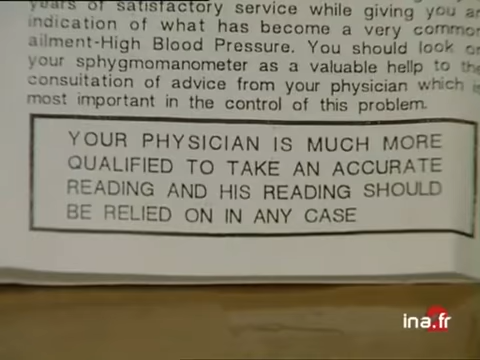 years of satisfactory service while giving you an
indication of what has become a very common
ailment-High Blood Pressure. You should look on
your sphygmomanometer as a valuable hellp to the
consuitation of advice from your physician which is
most important in the control of this problem.
YOUR PHYSICIAN IS MUCH MORE
QUALIFIED TO TAKE AN ACCURATE
READING AND HIS READING SHOULD
BE RELIED ON IN ANY CASE
ina.fr